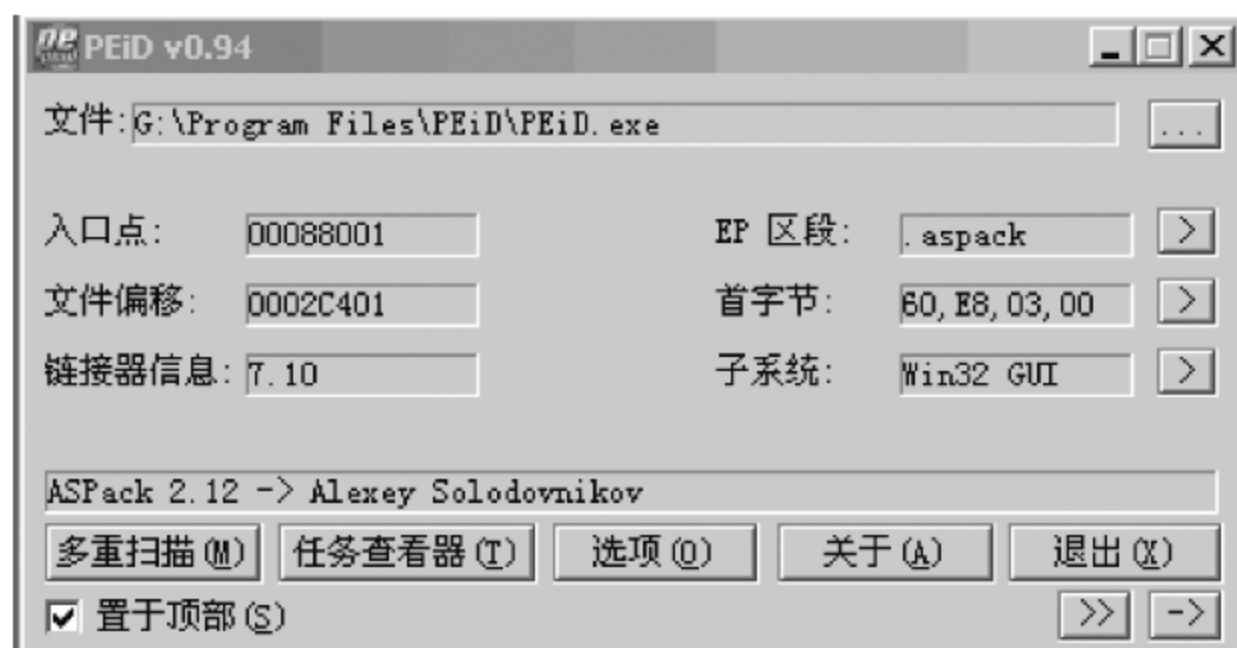 PEiD v0.94
文件: G:\Program Files\PEiD\PEiD.exe ...
入口点: 00088001 EP 区段: .aspack >
文件偏移: 0002C401 首字节: 60,E8,03,00 >
链接器信息: 7.10 子系统: Win32 GUI >
ASPack 2.12 -> Alexey Solodovnikov
多重扫描(M) 任务查看器(T) 选项(O) 关于(A) 退出(X)
置于顶部(S) >> ->